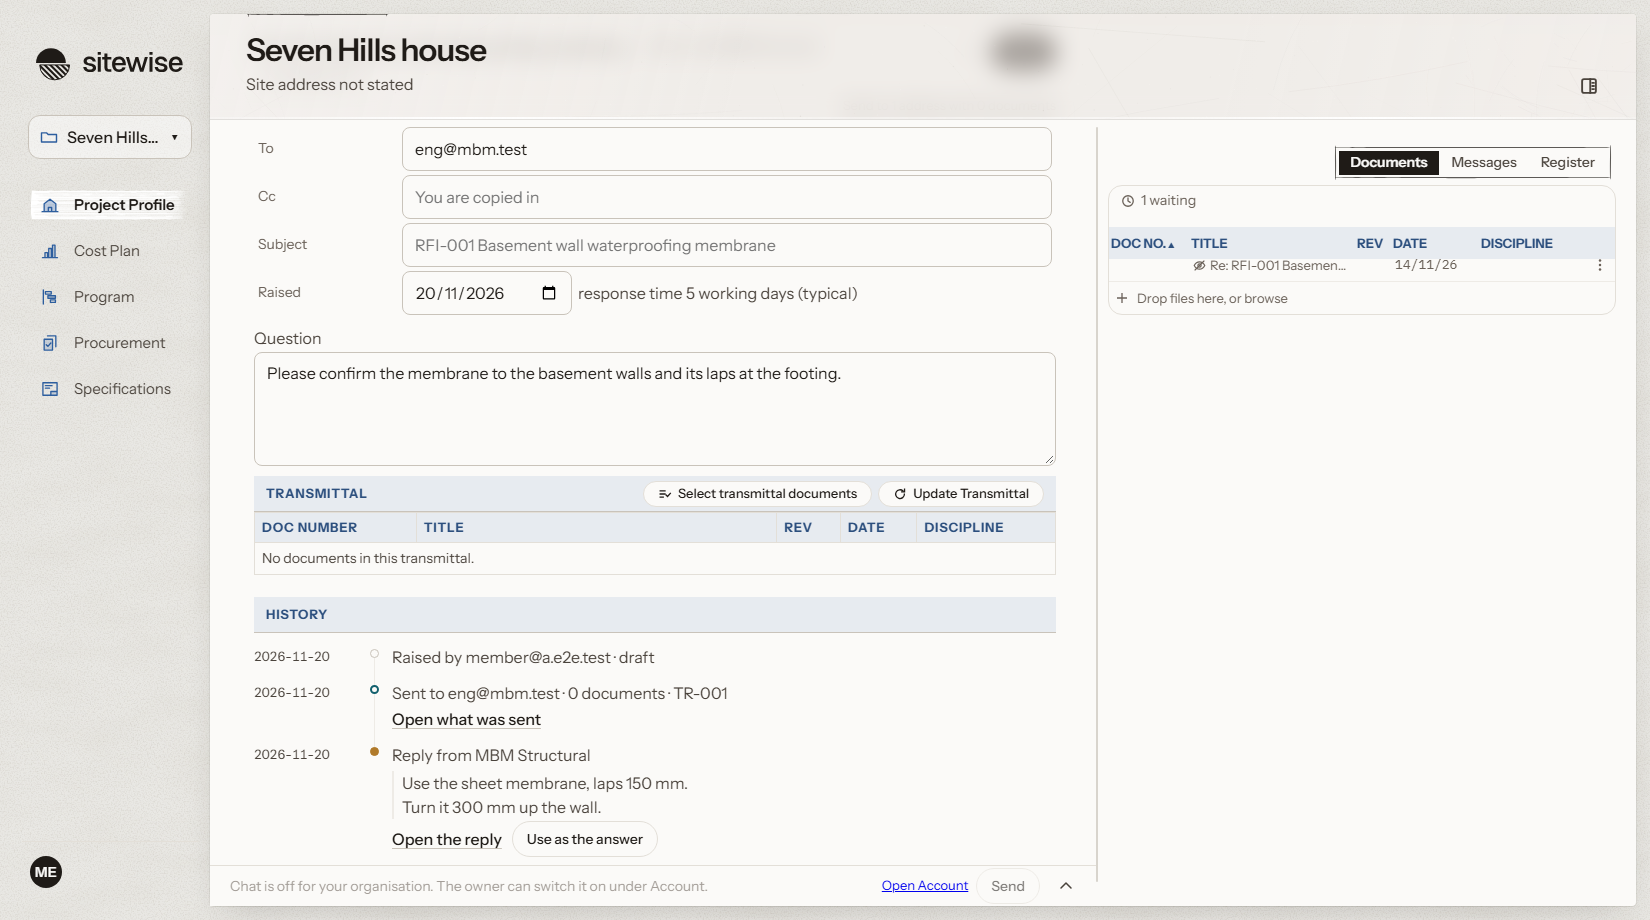 sitewise
Seven Hills...
Project Profile
Cost Plan
Program
Procurement
Specifications
ME
Seven Hills house
Site address not stated
To
eng@mbm.test
Cc
You are copied in
Subject
RFI-001 Basement wall waterproofing membrane
Raised
20/11/2026
response time 5 working days (typical)
Question
Please confirm the membrane to the basement walls and its laps at the footing.
TRANSMITTAL
Select transmittal documents
Update Transmittal
DOC NUMBER TITLE REV DATE DISCIPLINE
No documents in this transmittal.
HISTORY
2026-11-20 Raised by member@a.e2e.test · draft
2026-11-20 Sent to eng@mbm.test · 0 documents · TR-001
Open what was sent
2026-11-20 Reply from MBM Structural
Use the sheet membrane, laps 150 mm.
Turn it 300 mm up the wall.
Open the reply Use as the answer
Chat is off for your organisation. The owner can switch it on under Account. Open Account Send
Documents Messages Register
1 waiting
DOC NO. TITLE REV DATE DISCIPLINE
Re: RFI-001 Basemen... 14/11/26
Drop files here, or browse